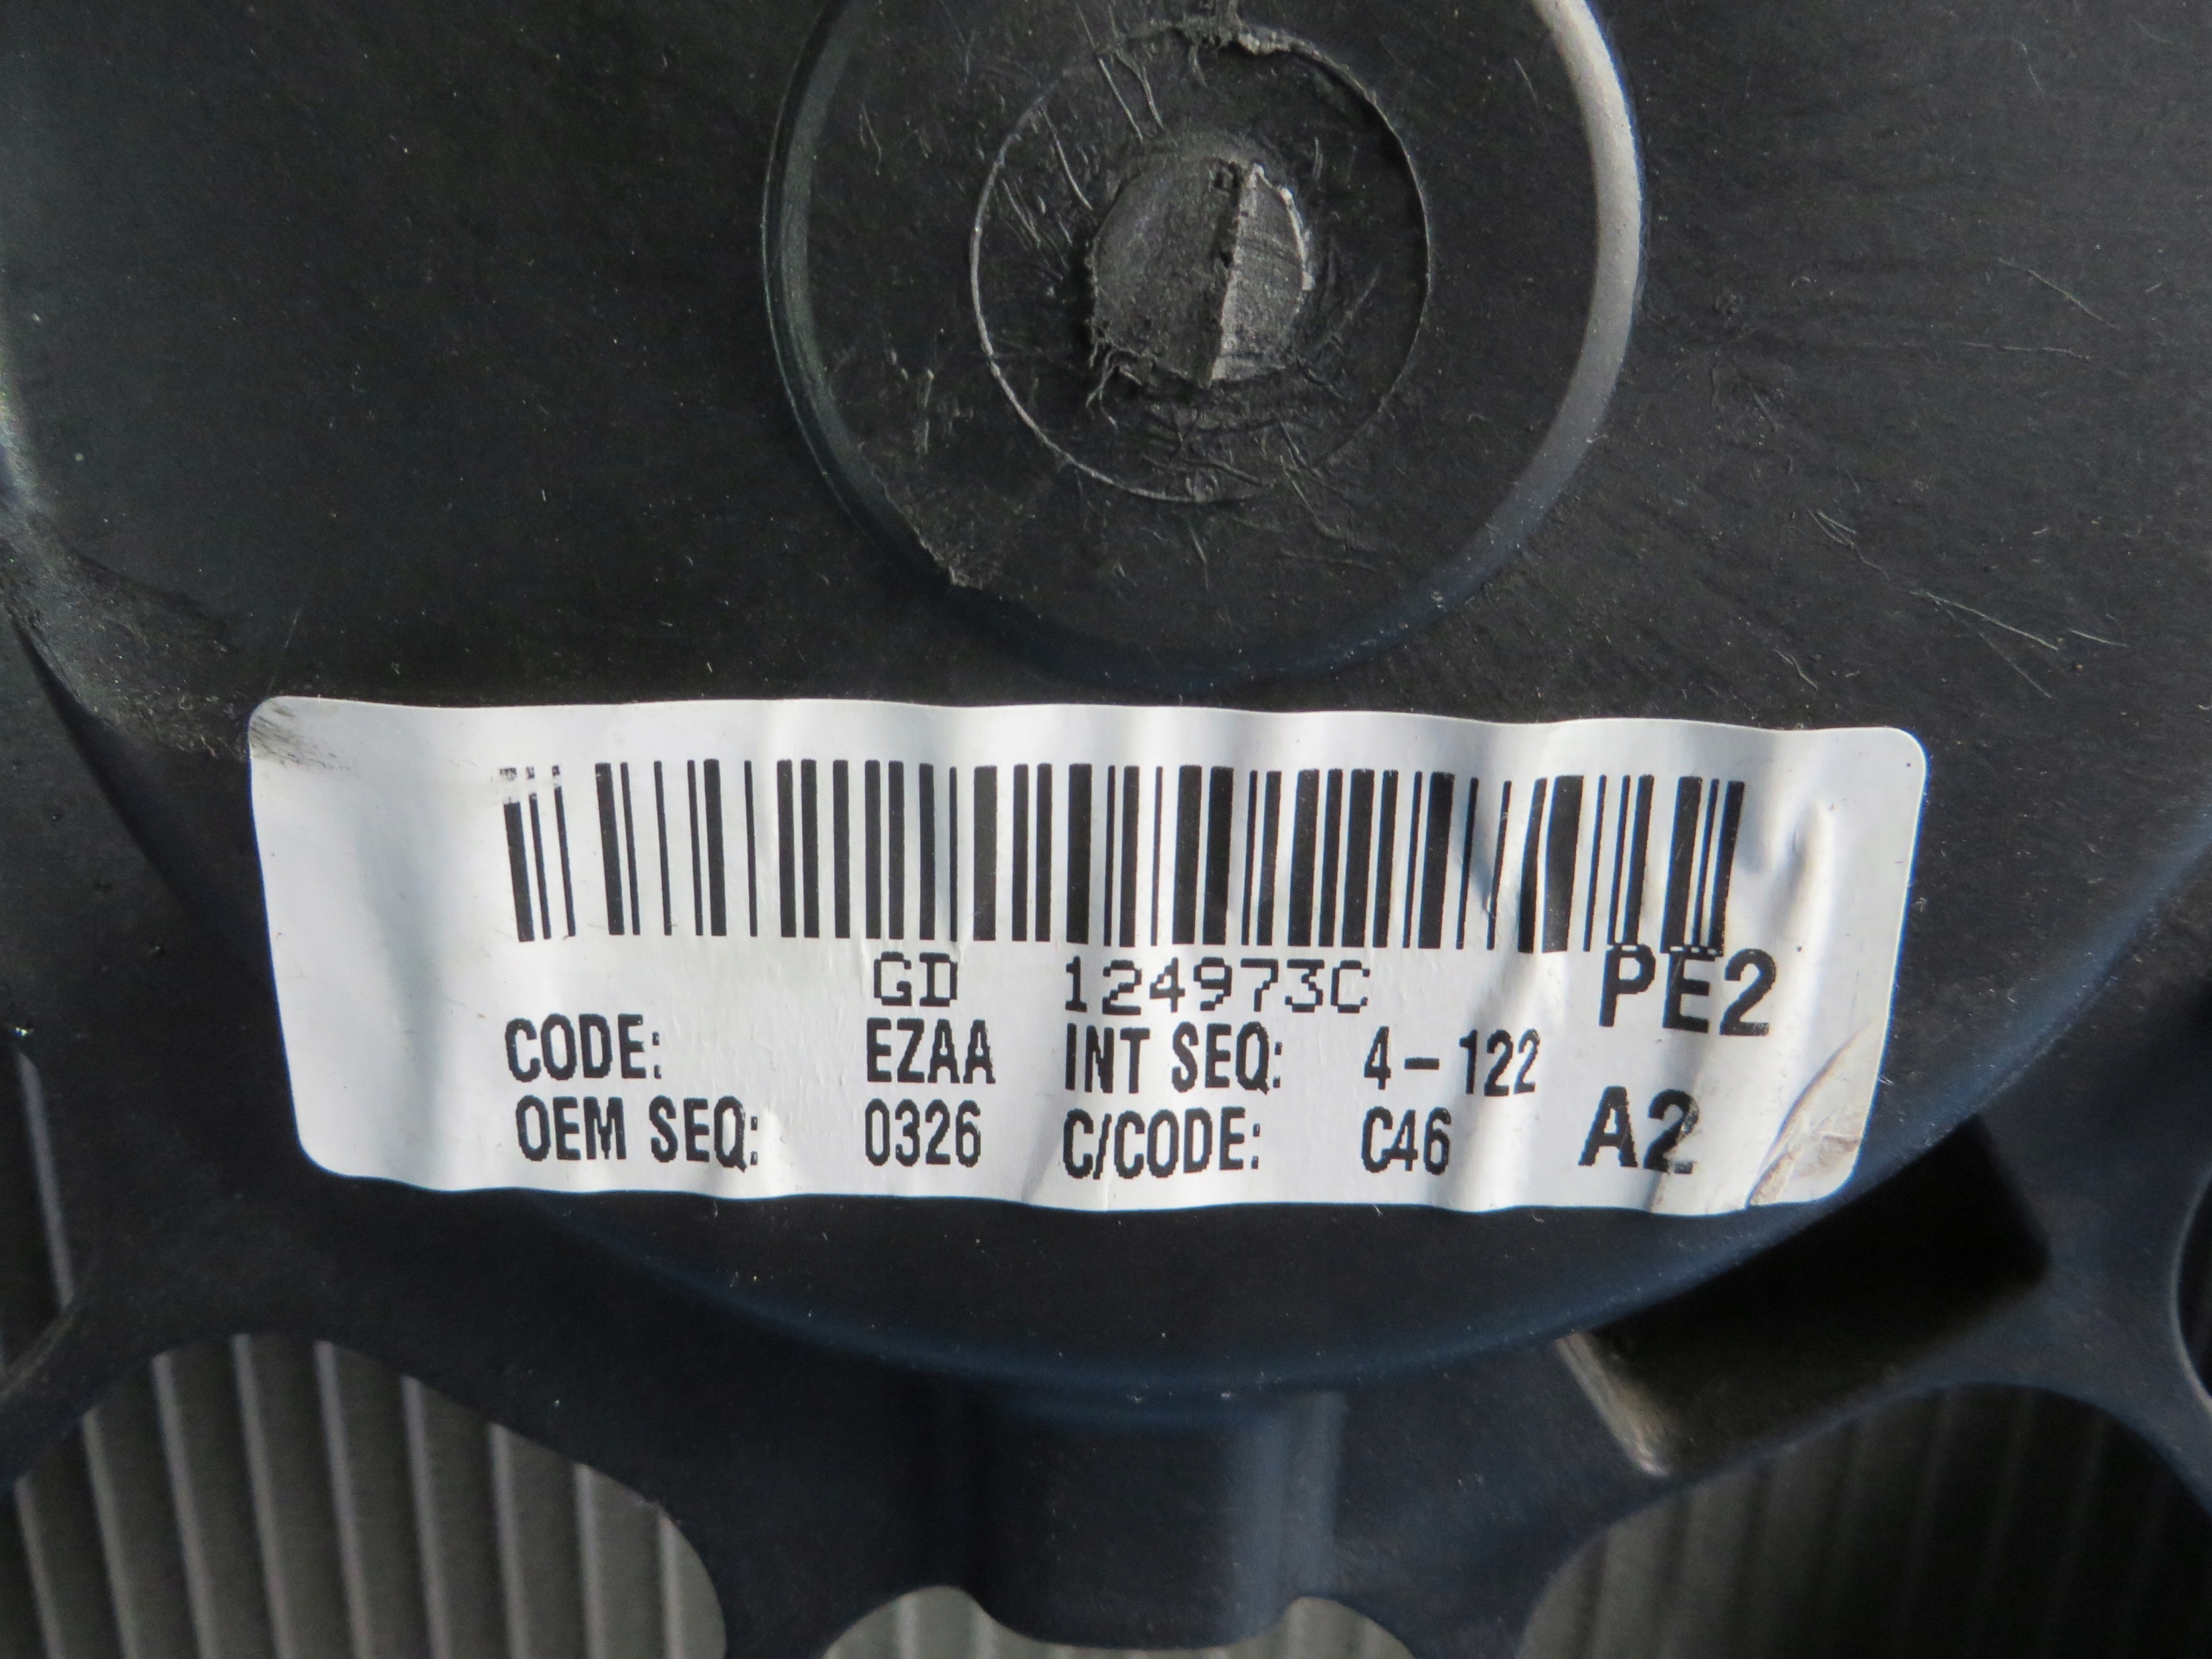 GD 124973C PE2
CODE: EZAA INT SEQ: 4-122
OEM SEQ: 0326 C/CODE: C46 A2